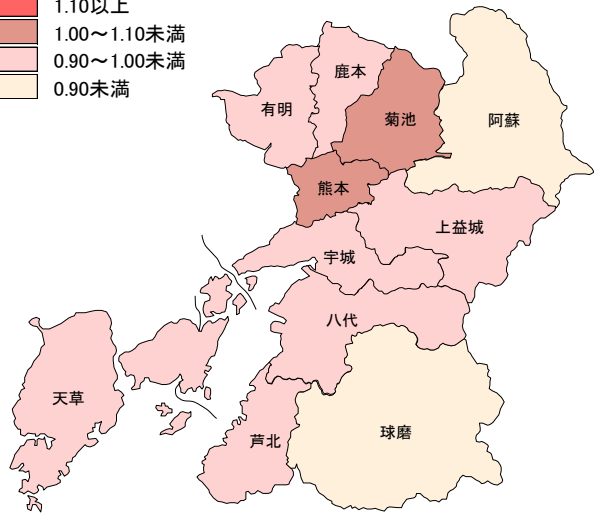 1.10以上
1.00～1.10未満
0.90～1.00未満
0.90未満
鹿本
有明
菊池
阿蘇
熊本
上益城
宇城
八代
天草
芦北
球磨